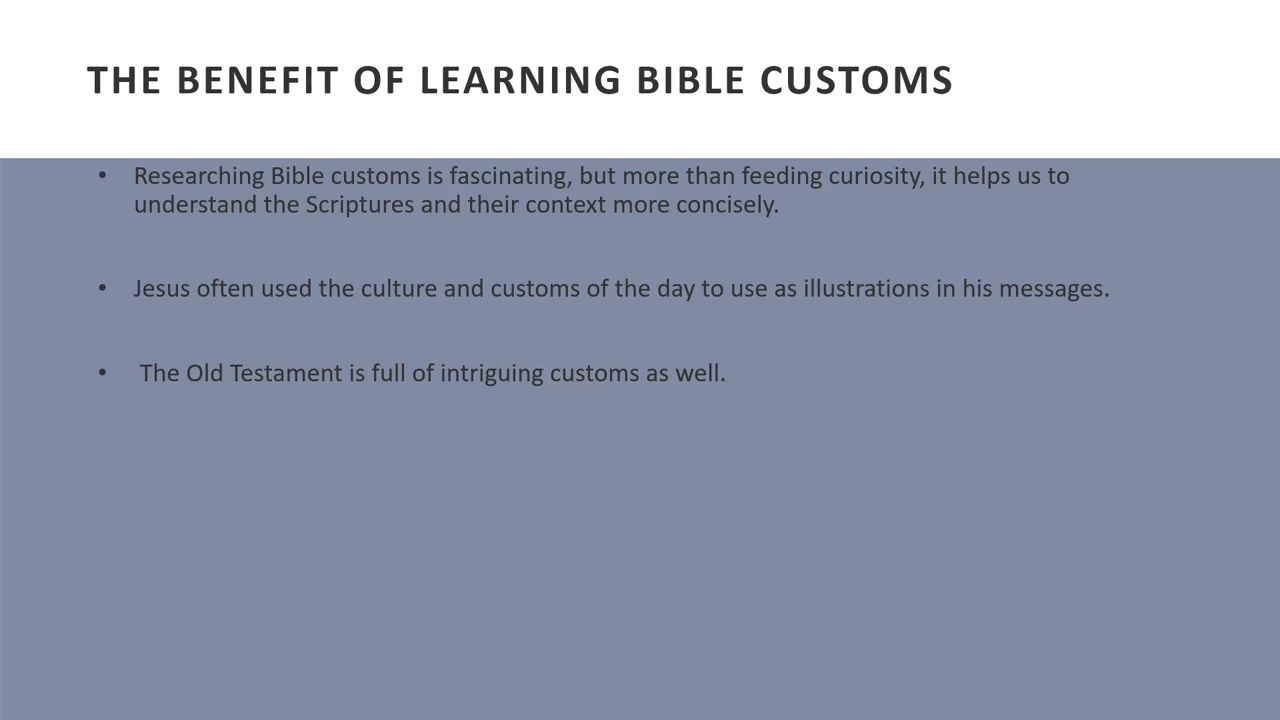 THE BENEFIT OF LEARNING BIBLE CUSTOMS
• Researching Bible customs is fascinating, but more than feeding curiosity, it helps us to
understand the Scriptures and their context more concisely.
• Jesus often used the culture and customs of the day to use as illustrations in his messages.
• The Old Testament is full of intriguing customs as well.